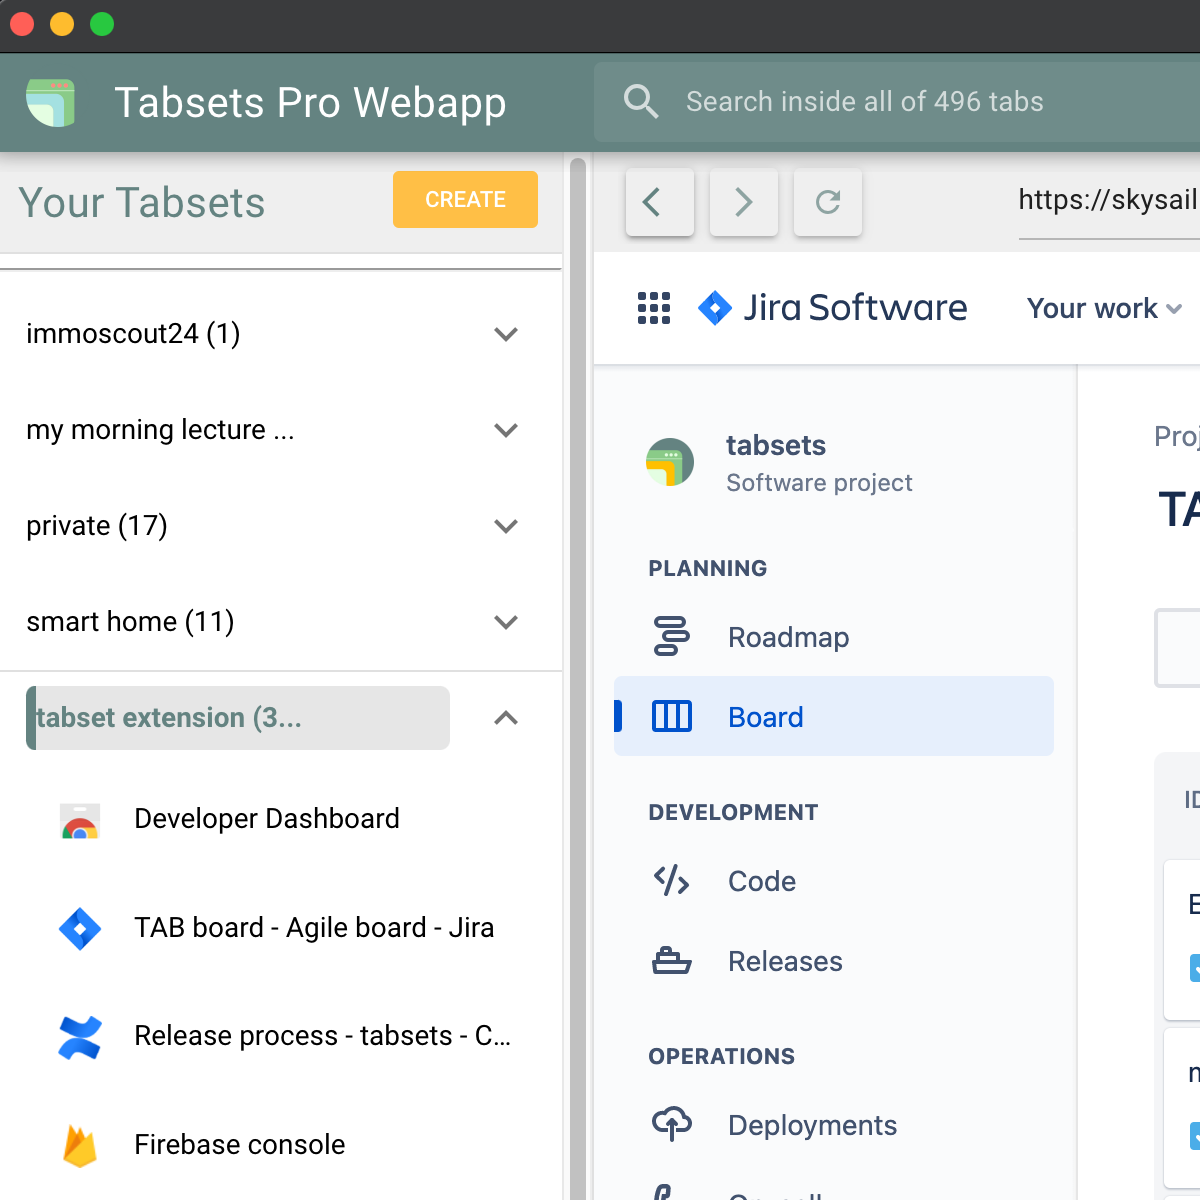 Tabsets Pro Webapp
Search inside all of 496 tabs
Your Tabsets
CREATE
https://skysail
immoscout24 (1)
my morning lecture ...
private (17)
smart home (11)
tabset extension (3...
Developer Dashboard
TAB board - Agile board - Jira
Release process - tabsets - C...
Firebase console
Jira Software
Your work
tabsets
Software project
PLANNING
Roadmap
Board
DEVELOPMENT
Code
Releases
OPERATIONS
Deployments
Proj
TA
ID
E